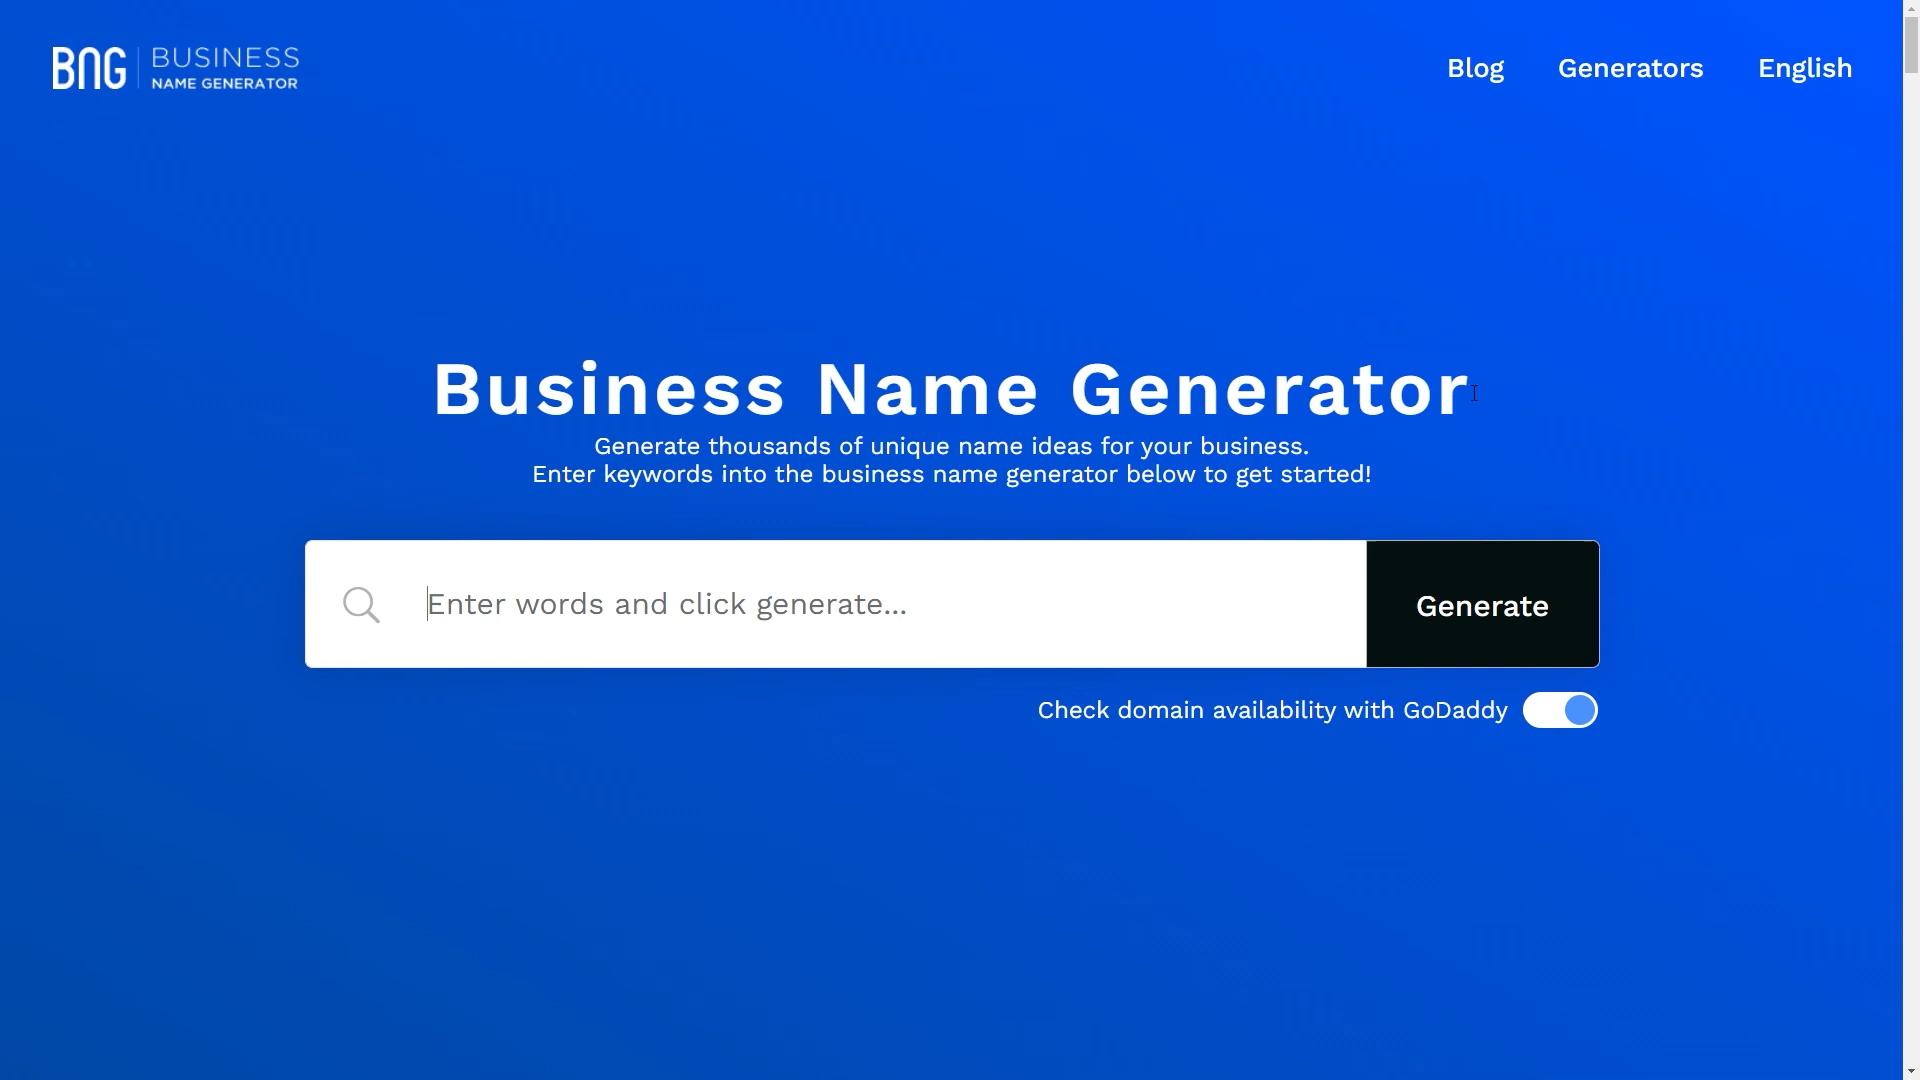 BNG BUSINESS
NAME GENERATOR
Blog Generators English
Business Name Generator
Generate thousands of unique name ideas for your business.
Enter keywords into the business name generator below to get started!
Enter words and click generate...
Generate
Check domain availability with GoDaddy